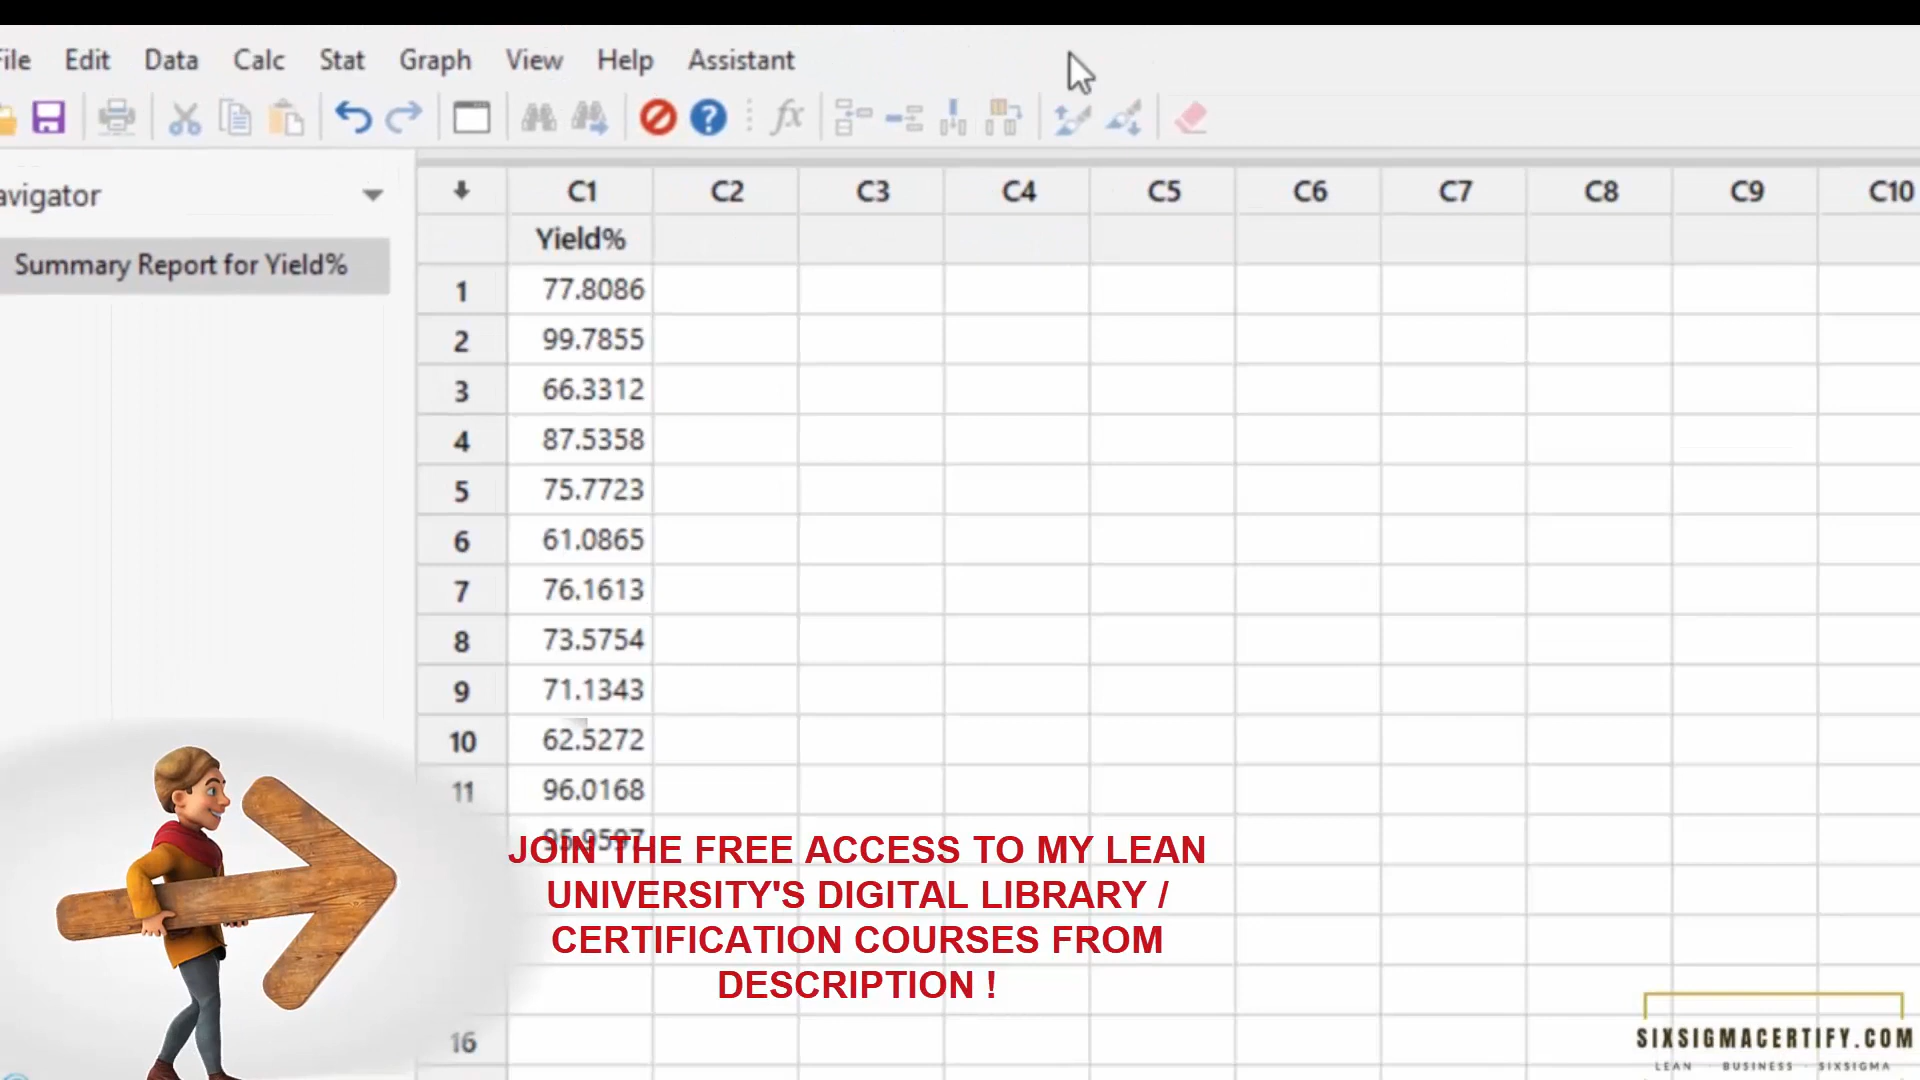 File Edit Data Calc Stat Graph View Help Assistant
fx
avigator
Summary Report for Yield%
C1 C2 C3 C4 C5 C6 C7 C8 C9 C10
Yield%
1 77.8086
2 99.7855
3 66.3312
4 87.5358
5 75.7723
6 61.0865
7 76.1613
8 73.5754
9 71.1343
10 62.5272
11 96.0168
95.9597
JOIN THE FREE ACCESS TO MY LEAN
UNIVERSITY'S DIGITAL LIBRARY /
CERTIFICATION COURSES FROM
DESCRIPTION !
16
SIXSIGMACERTIFY.COM
LEAN · BUSINESS · SIXSIGMA